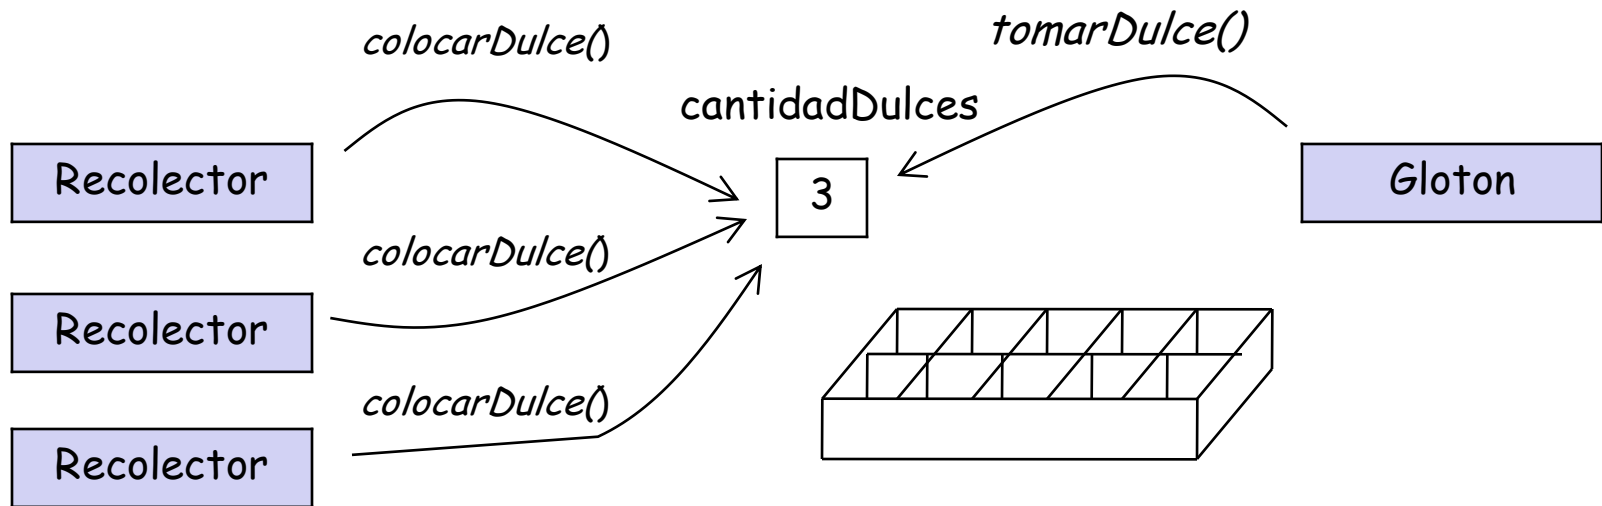 colocarDulce()
tomarDulce()
cantidadDulces
Recolector
3
Gloton
colocarDulce()
Recolector
colocarDulce()
Recolector